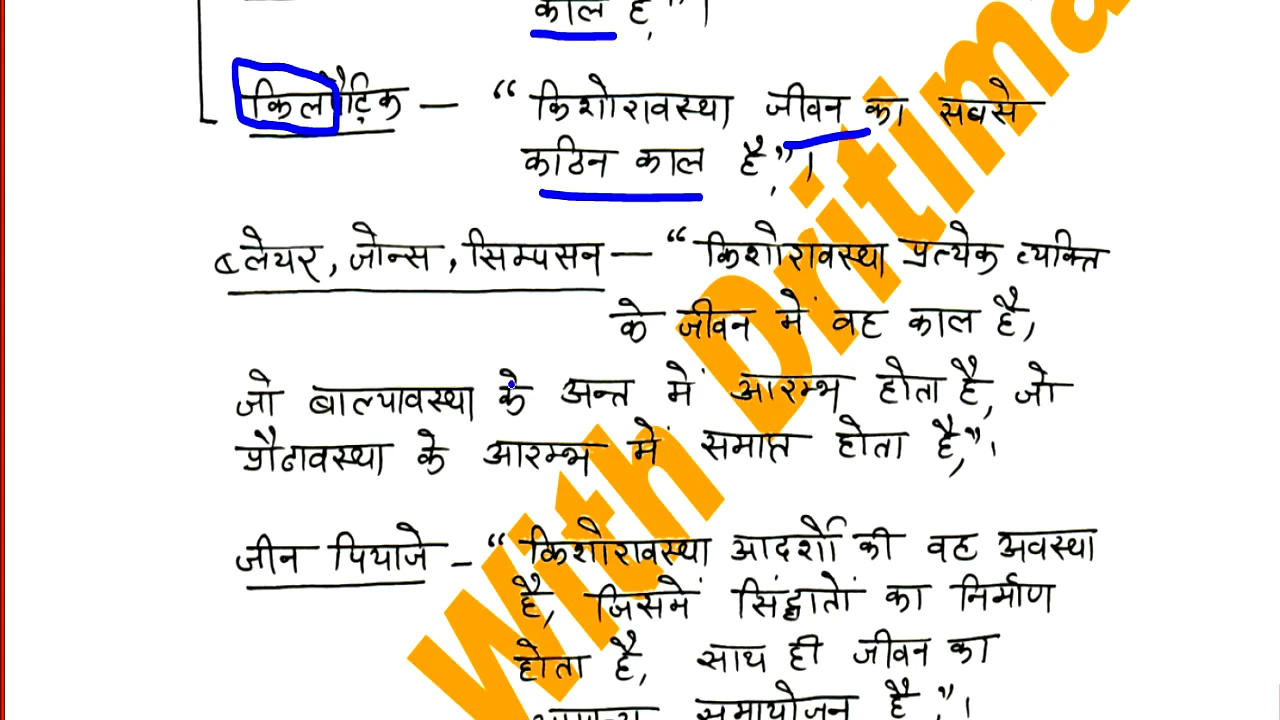 काल है,"।
किलपैट्रिक — "किशोरावस्था जीवन का सबसे
कठिन काल है,"।
ब्लेयर, जोन्स, सिम्पसन — "किशोरावस्था प्रत्येक व्यक्ति
के जीवन में वह काल है,
जो बाल्यावस्था के अन्त में आरम्भ होता है, जो
प्रौढावस्था के आरम्भ में समाप्त होता है,"।
जीन पियाजे - "किशोरावस्था आदर्शो की वह अवस्था
है, जिसमें सिंद्धातों का निर्माण
होता है, साथ ही जीवन का
समायोजन है,"।
With Dritiman